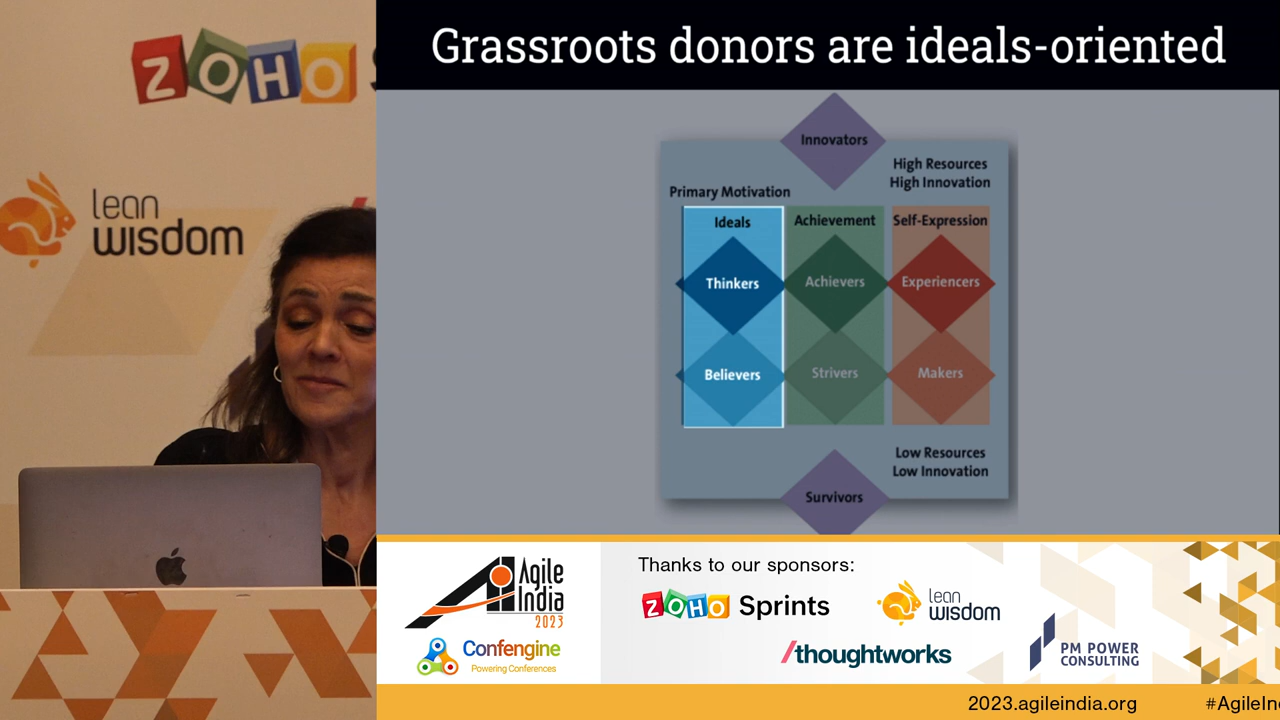 ZOHO
lean
wisdom
Grassroots donors are ideals-oriented
Innovators
High Resources
High Innovation
Primary Motivation
Ideals
Achievement
Self-Expression
Thinkers
Achievers
Experiencers
Believers
Strivers
Makers
Low Resources
Low Innovation
Survivors
Agile
India
2023
Confengine
Powering Conferences
Thanks to our sponsors:
ZOHO Sprints
lean
wisdom
/thoughtworks
PM POWER
CONSULTING
2023.agileindia.org